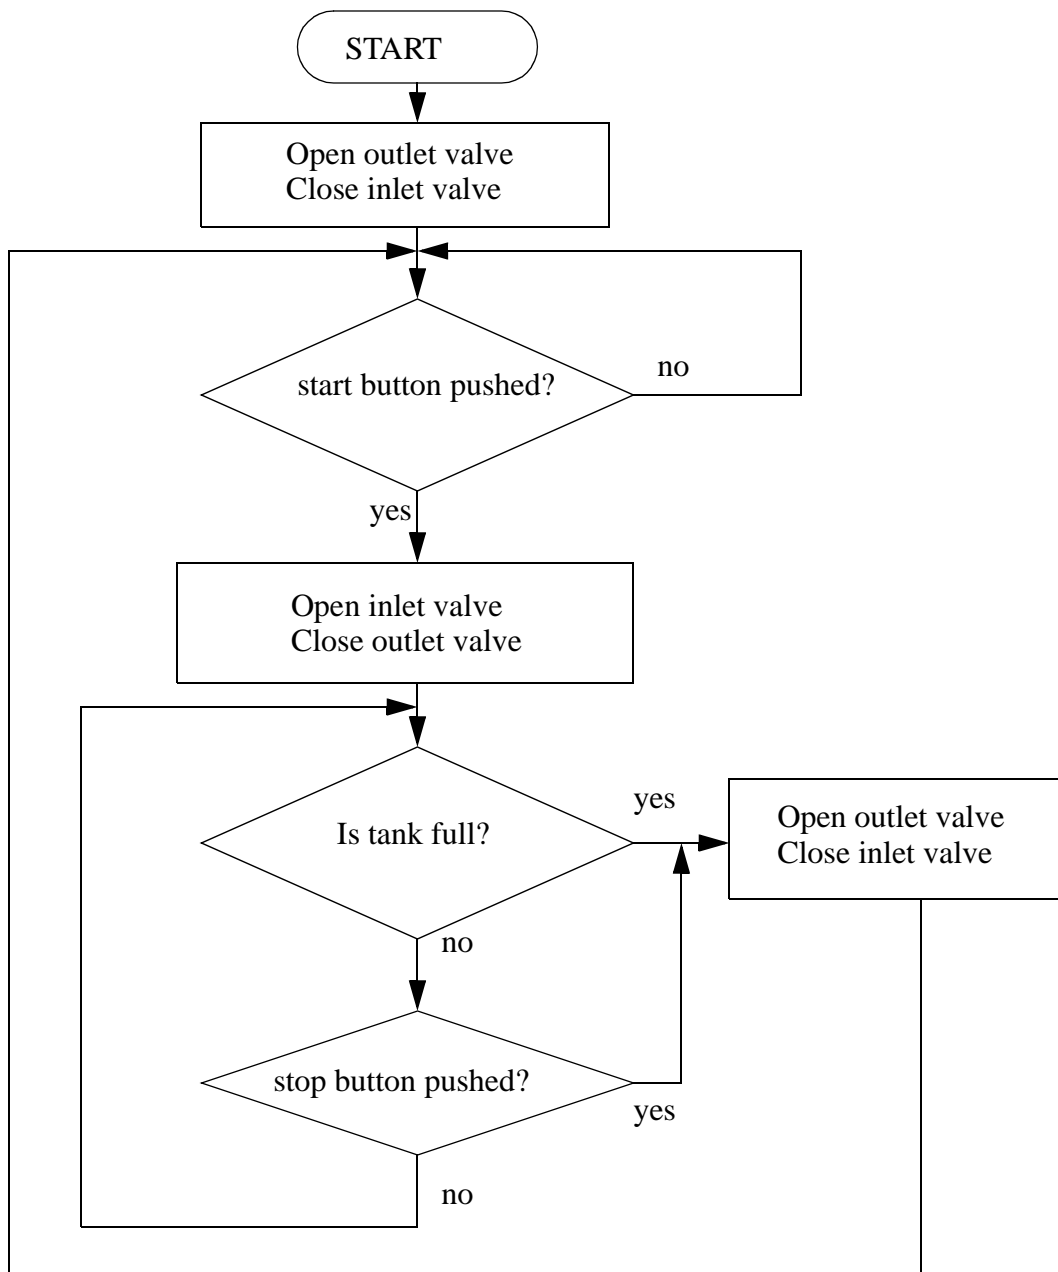 START
Open outlet valve
Close inlet valve
start button pushed?
no
yes
Open inlet valve
Close outlet valve
Is tank full?
yes
Open outlet valve
Close inlet valve
no
stop button pushed?
yes
no